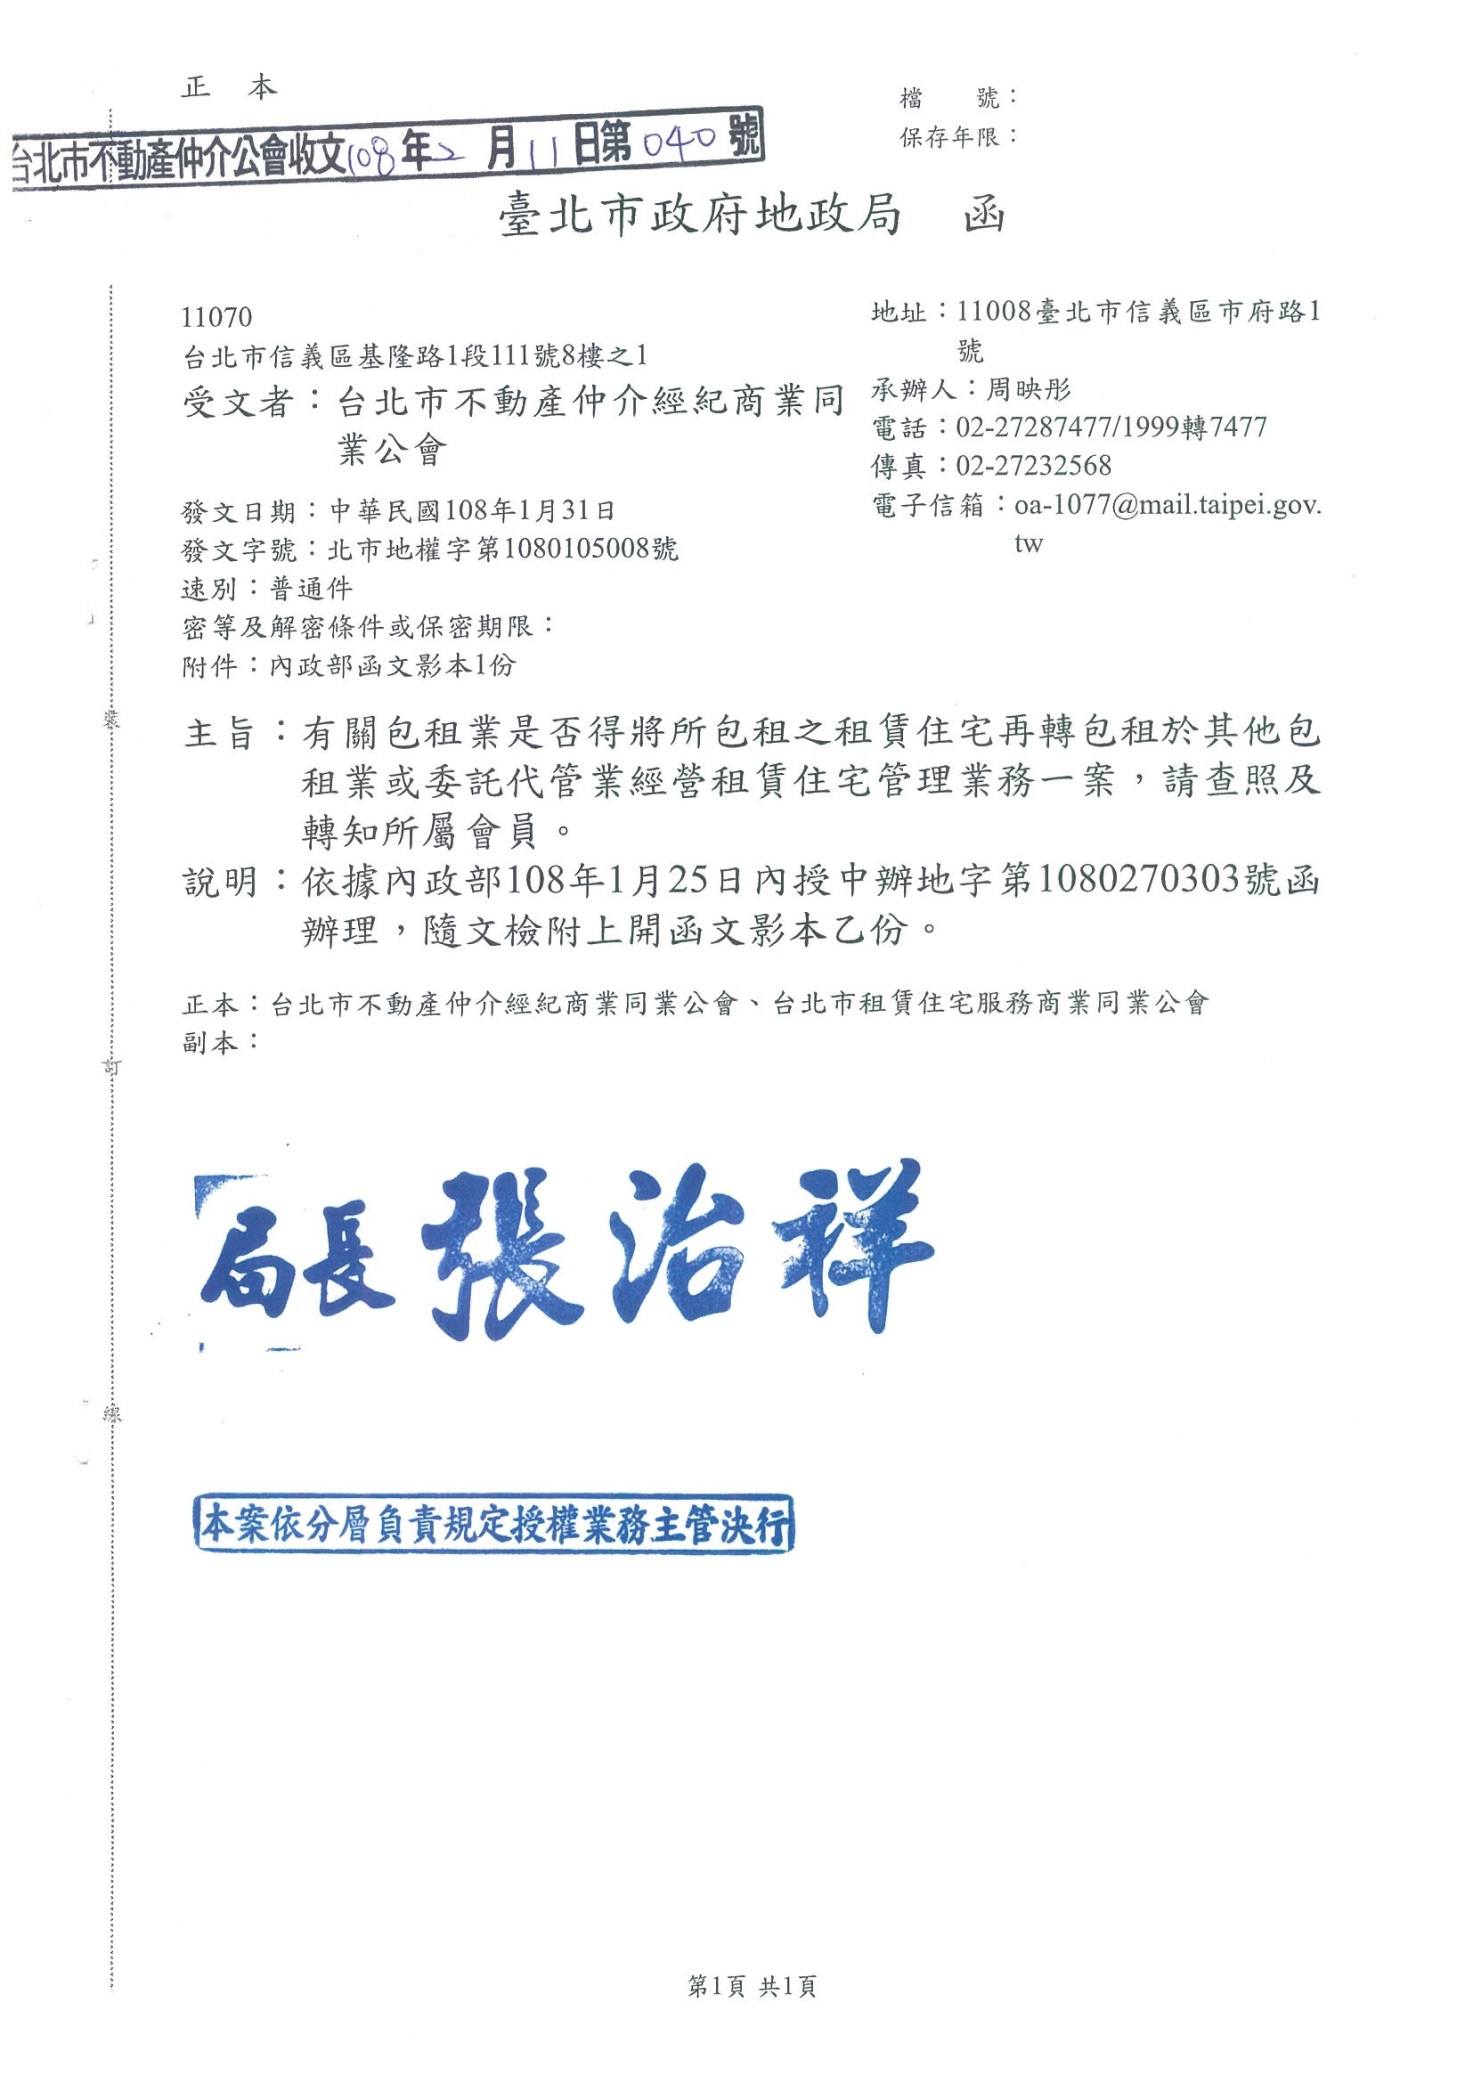 正 本
檔 號：
保存年限：
台北市不動產仲介公會收文108年2月11日第040號
臺北市政府地政局 函
11070
台北市信義區基隆路1段111號8樓之1
受文者：台北市不動產仲介經紀商業同
業公會
地址：11008臺北市信義區市府路1
號
承辦人：周映彤
電話：02-27287477/1999轉7477
傳真：02-27232568
電子信箱：oa-1077@mail.taipei.gov.
tw
發文日期：中華民國108年1月31日
發文字號：北市地權字第1080105008號
速別：普通件
密等及解密條件或保密期限：
附件：內政部函文影本1份
主旨：有關包租業是否得將所包租之租賃住宅再轉包租於其他包
租業或委託代管業經營租賃住宅管理業務一案，請查照及
轉知所屬會員。
說明：依據內政部108年1月25日內授中辦地字第1080270303號函
辦理，隨文檢附上開函文影本乙份。
正本：台北市不動產仲介經紀商業同業公會、台北市租賃住宅服務商業同業公會
副本：
裝
訂
線
局長 張治祥
本案依分層負責規定授權業務主管決行
第1頁 共1頁